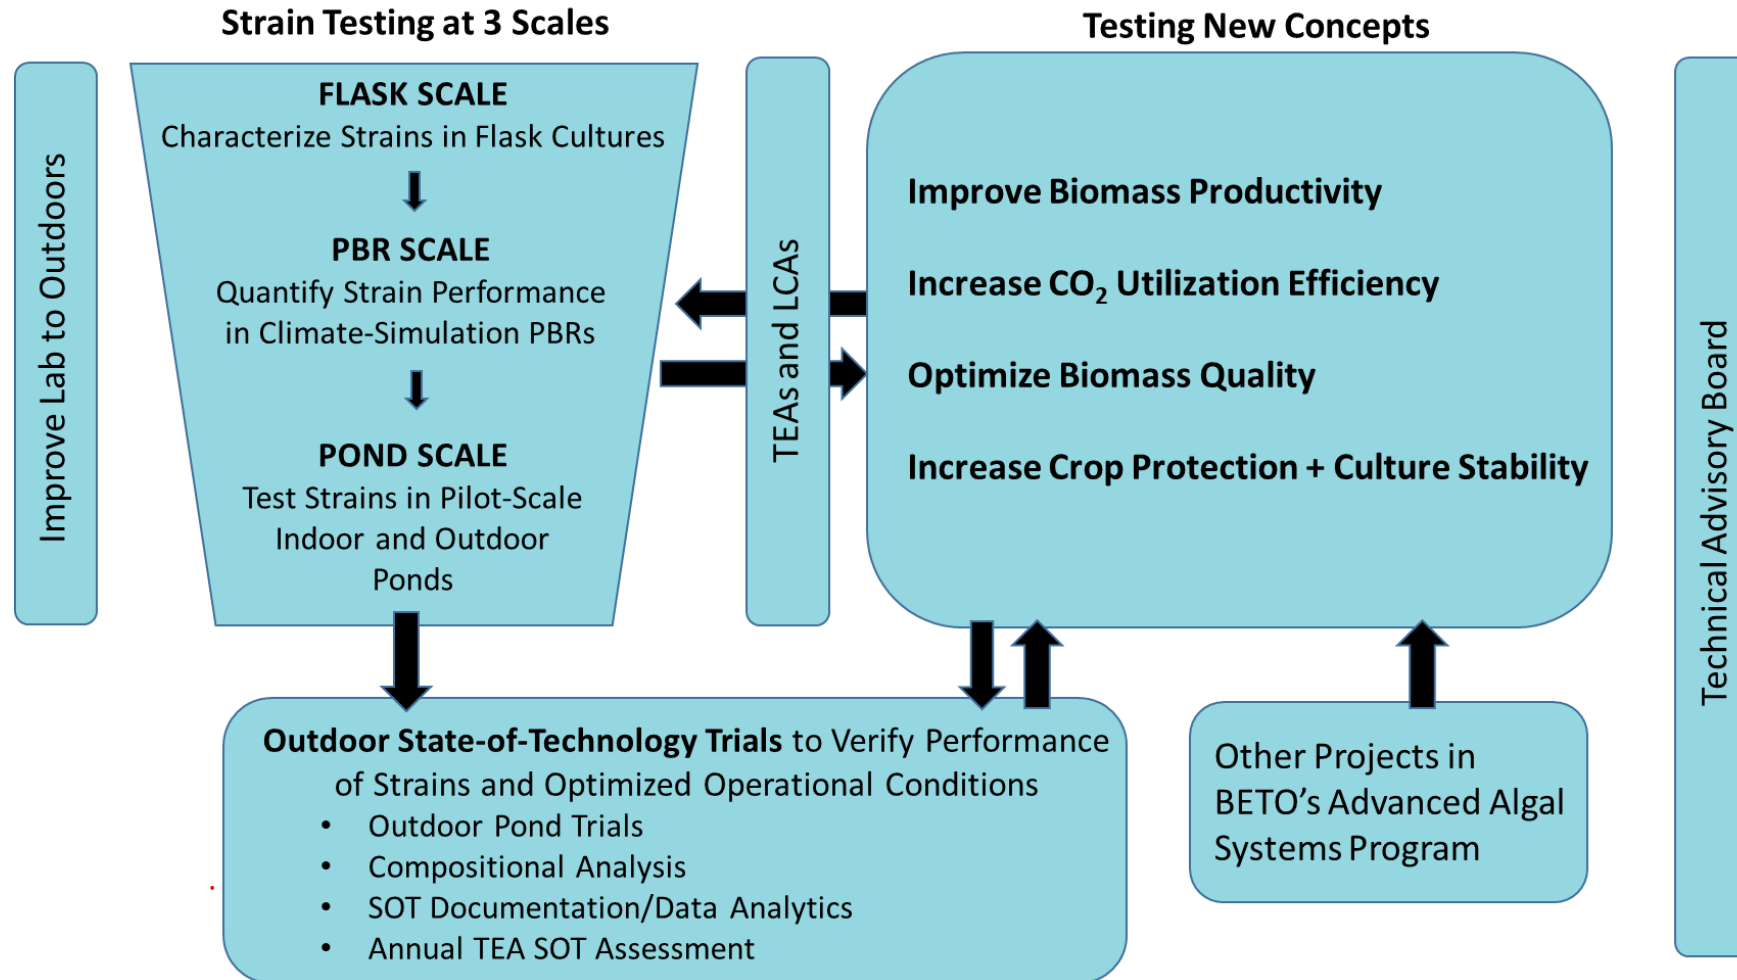 Strain Testing at 3 Scales
Testing New Concepts
Improve Lab to Outdoors
FLASK SCALE
Characterize Strains in Flask Cultures
PBR SCALE
Quantify Strain Performance
in Climate-Simulation PBRs
POND SCALE
Test Strains in Pilot-Scale
Indoor and Outdoor
Ponds
TEAs and LCAs
Improve Biomass Productivity
Increase CO₂ Utilization Efficiency
Optimize Biomass Quality
Increase Crop Protection + Culture Stability
Technical Advisory Board
Outdoor State-of-Technology Trials to Verify Performance
of Strains and Optimized Operational Conditions
• Outdoor Pond Trials
• Compositional Analysis
• SOT Documentation/Data Analytics
• Annual TEA SOT Assessment
Other Projects in
BETO’s Advanced Algal
Systems Program